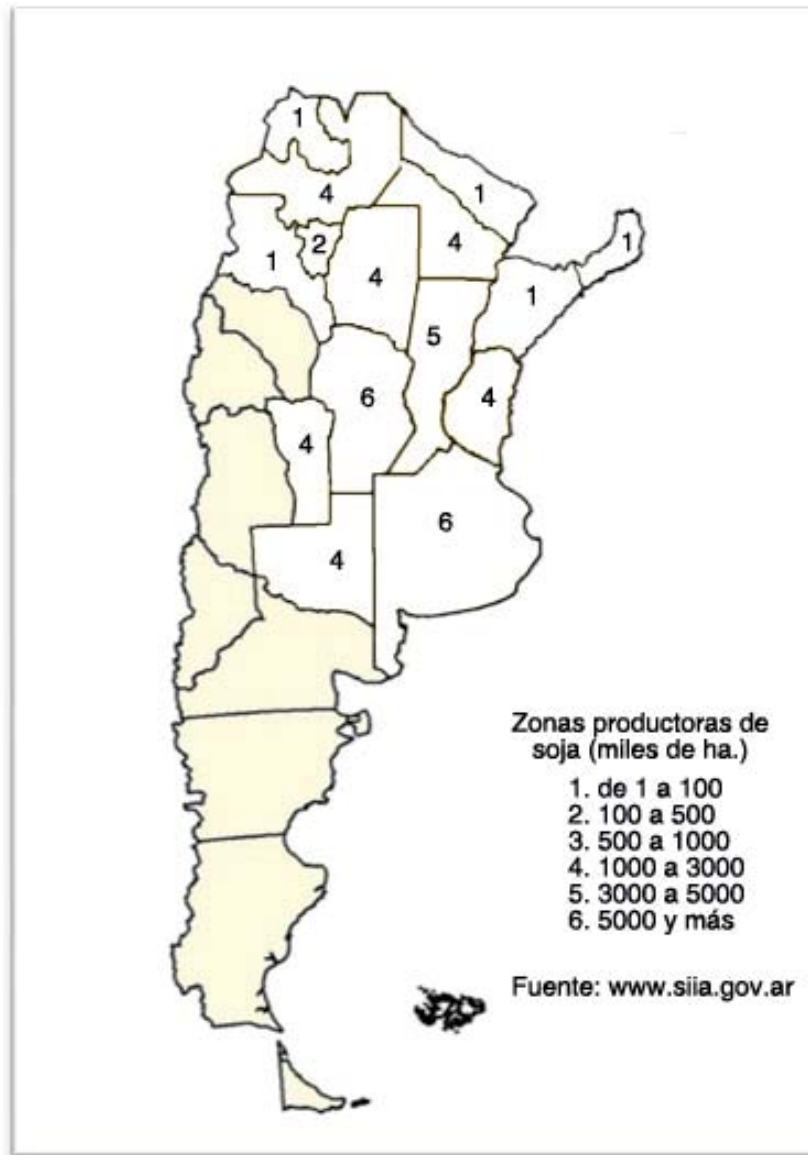 1
4
1
2
1
4
4
1
1
5
6
4
4
6
4
Zonas productoras de
soja (miles de ha.)
1. de 1 a 100
2. 100 a 500
3. 500 a 1000
4. 1000 a 3000
5. 3000 a 5000
6. 5000 y más
Fuente: www.siia.gov.ar